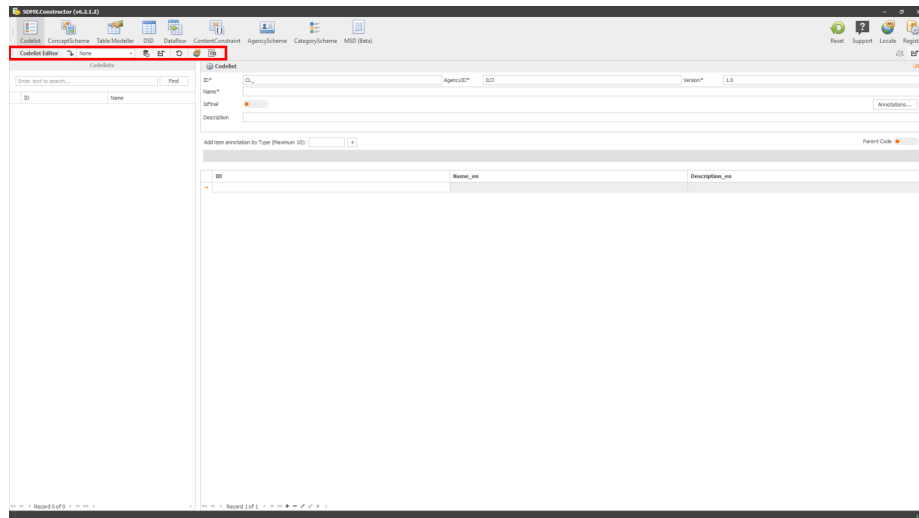 SDMX.Constructor (v6.2.1.2)
Codelist ConceptScheme Table Modeller DSD Dataflow ContentConstraint AgencyScheme CategoryScheme MSD (Beta) Reset Support Locale Regist
Codelist Editor None
Codelists
Codelist
Enter text to search... Find
ID* CL_ AgencyID* ILO Version* 1.0
Name*
ID Name
IsFinal Annotations...
Description
Add item annotation by Type (Maximum 10): + Parent Code
ID Name_en Description_en
Record 0 of 0
Record 1 of 1